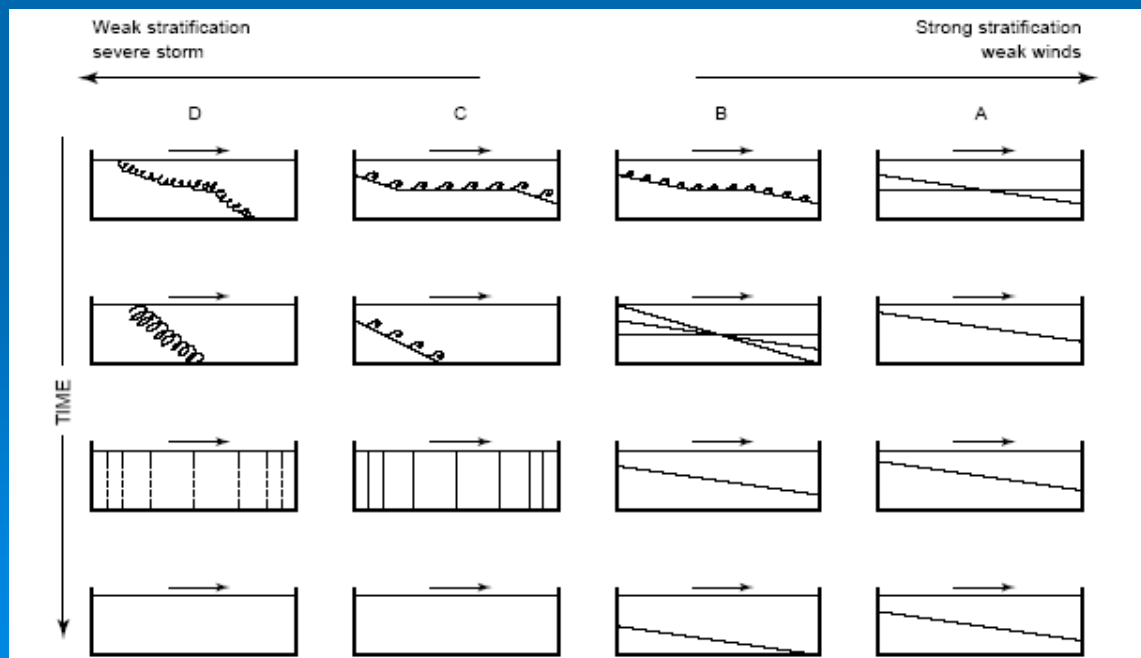 Weak stratification
severe storm
Strong stratification
weak winds
D
C
B
A
TIME